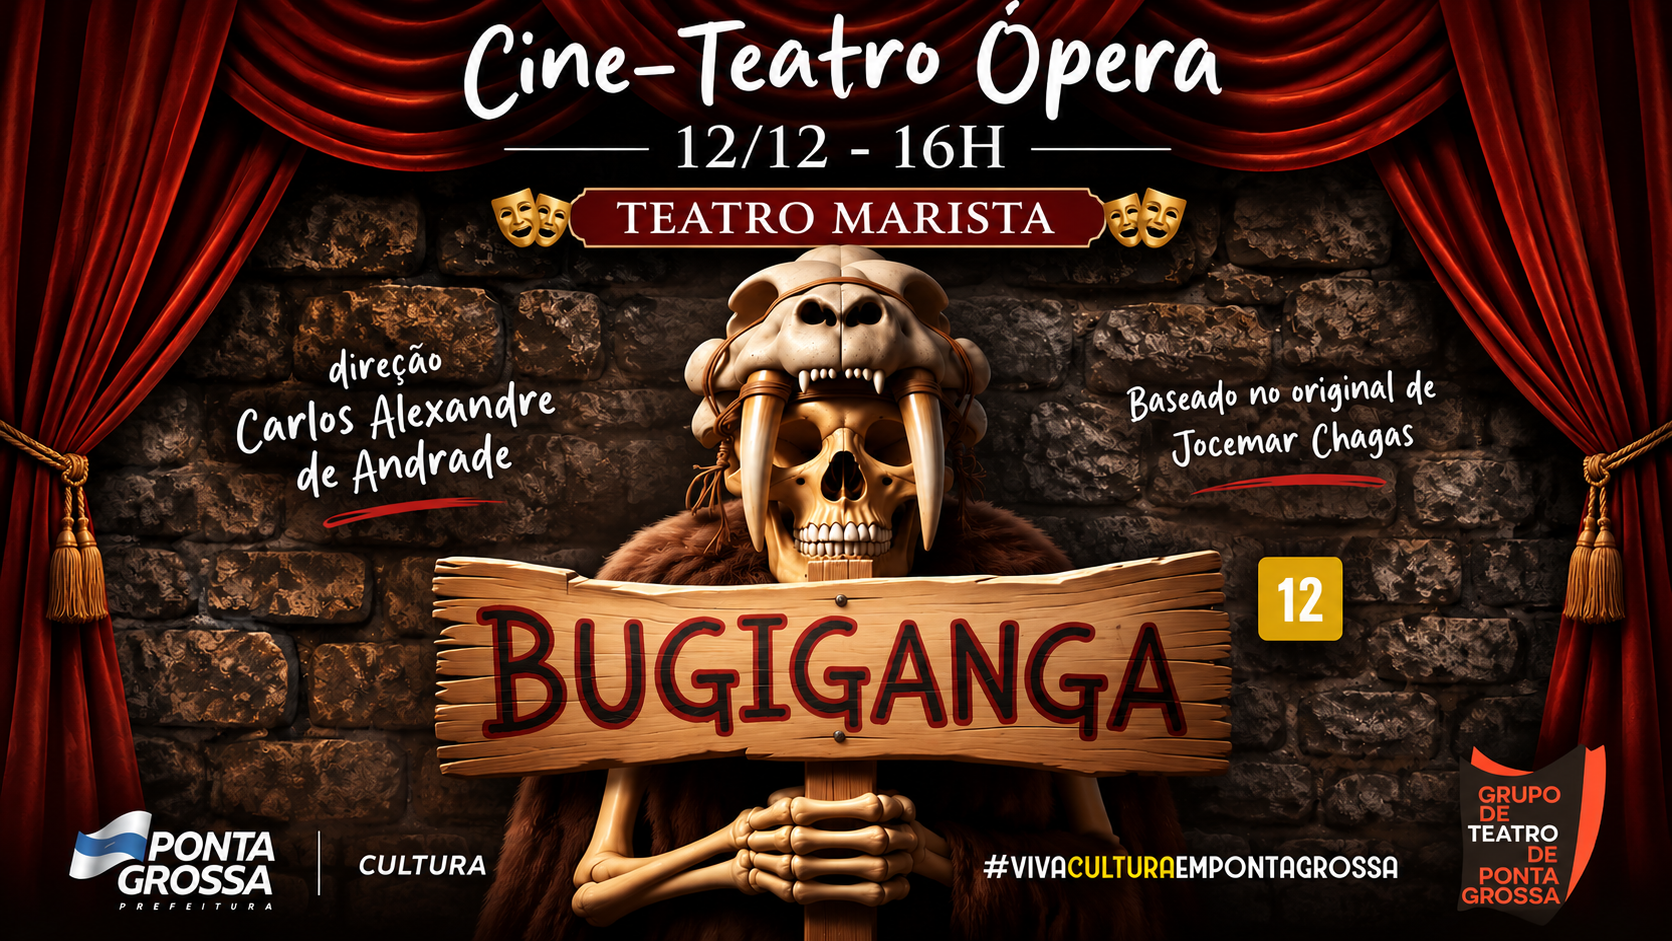 Cine-Teatro Ópera
12/12 - 16H
TEATRO MARISTA
direção
Carlos Alexandre
de Andrade
Baseado no original de
Jocemar Chagas
BUGIGANGA
12
PONTA
GROSSA
PREFEITURA
CULTURA
#VIVACULTURAEMPONTAGROSSA
GRUPO
DE
TEATRO
DE
PONTA
GROSSA